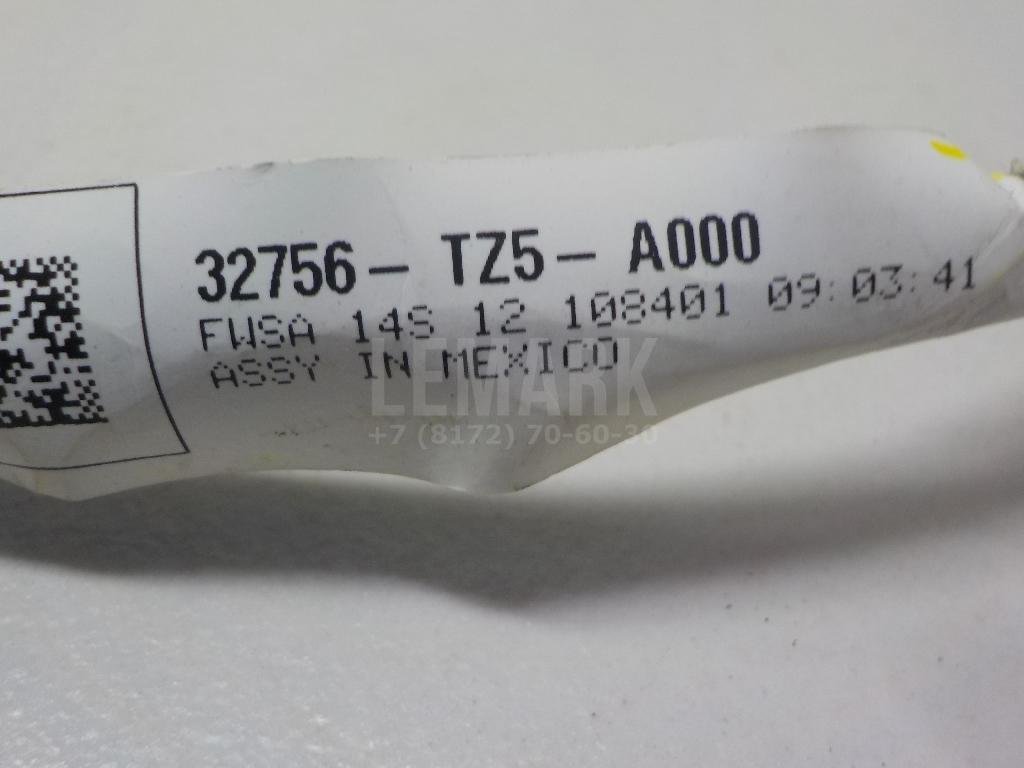 32756- TZ5- A000
FWSA 14S 12 108401 09:03:41
ASSY IN MEXICO
LEMARK
+7 (8172) 70-60-30